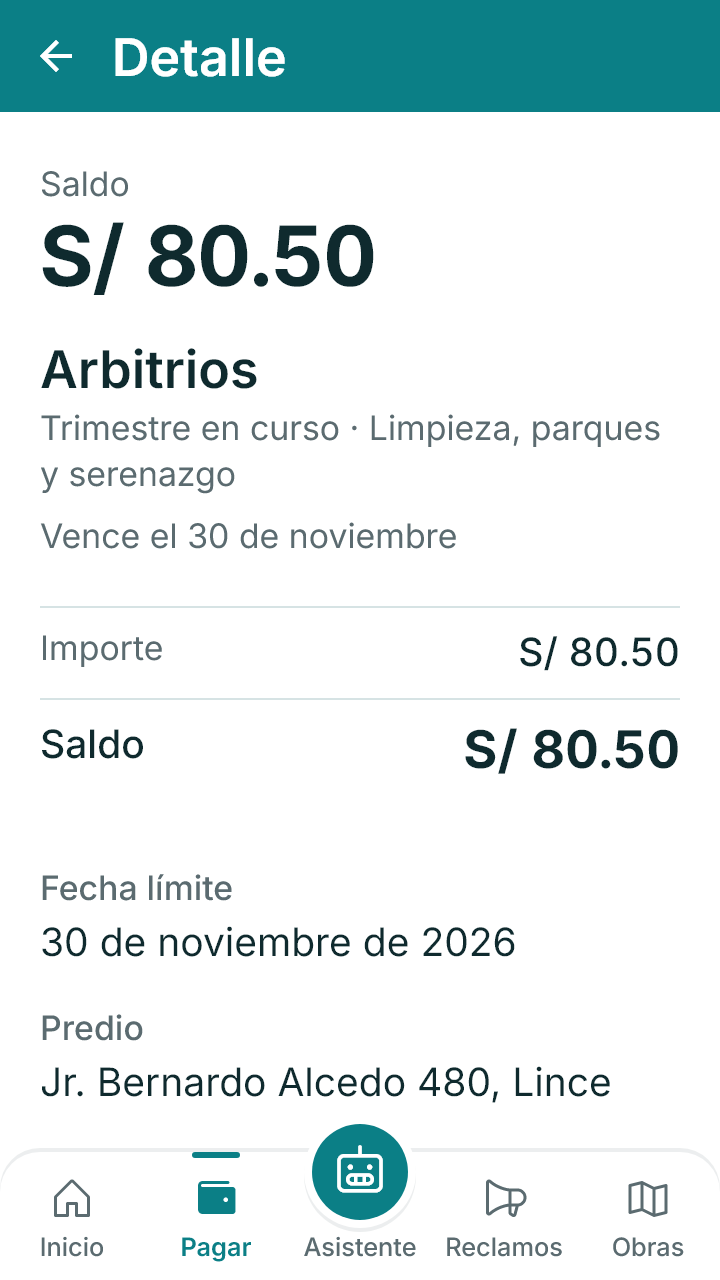 Detalle
Saldo
S/ 80.50
Arbitrios
Trimestre en curso · Limpieza, parques
y serenazgo
Vence el 30 de noviembre
Importe S/ 80.50
Saldo S/ 80.50
Fecha límite
30 de noviembre de 2026
Predio
Jr. Bernardo Alcedo 480, Lince
Inicio Pagar Asistente Reclamos Obras